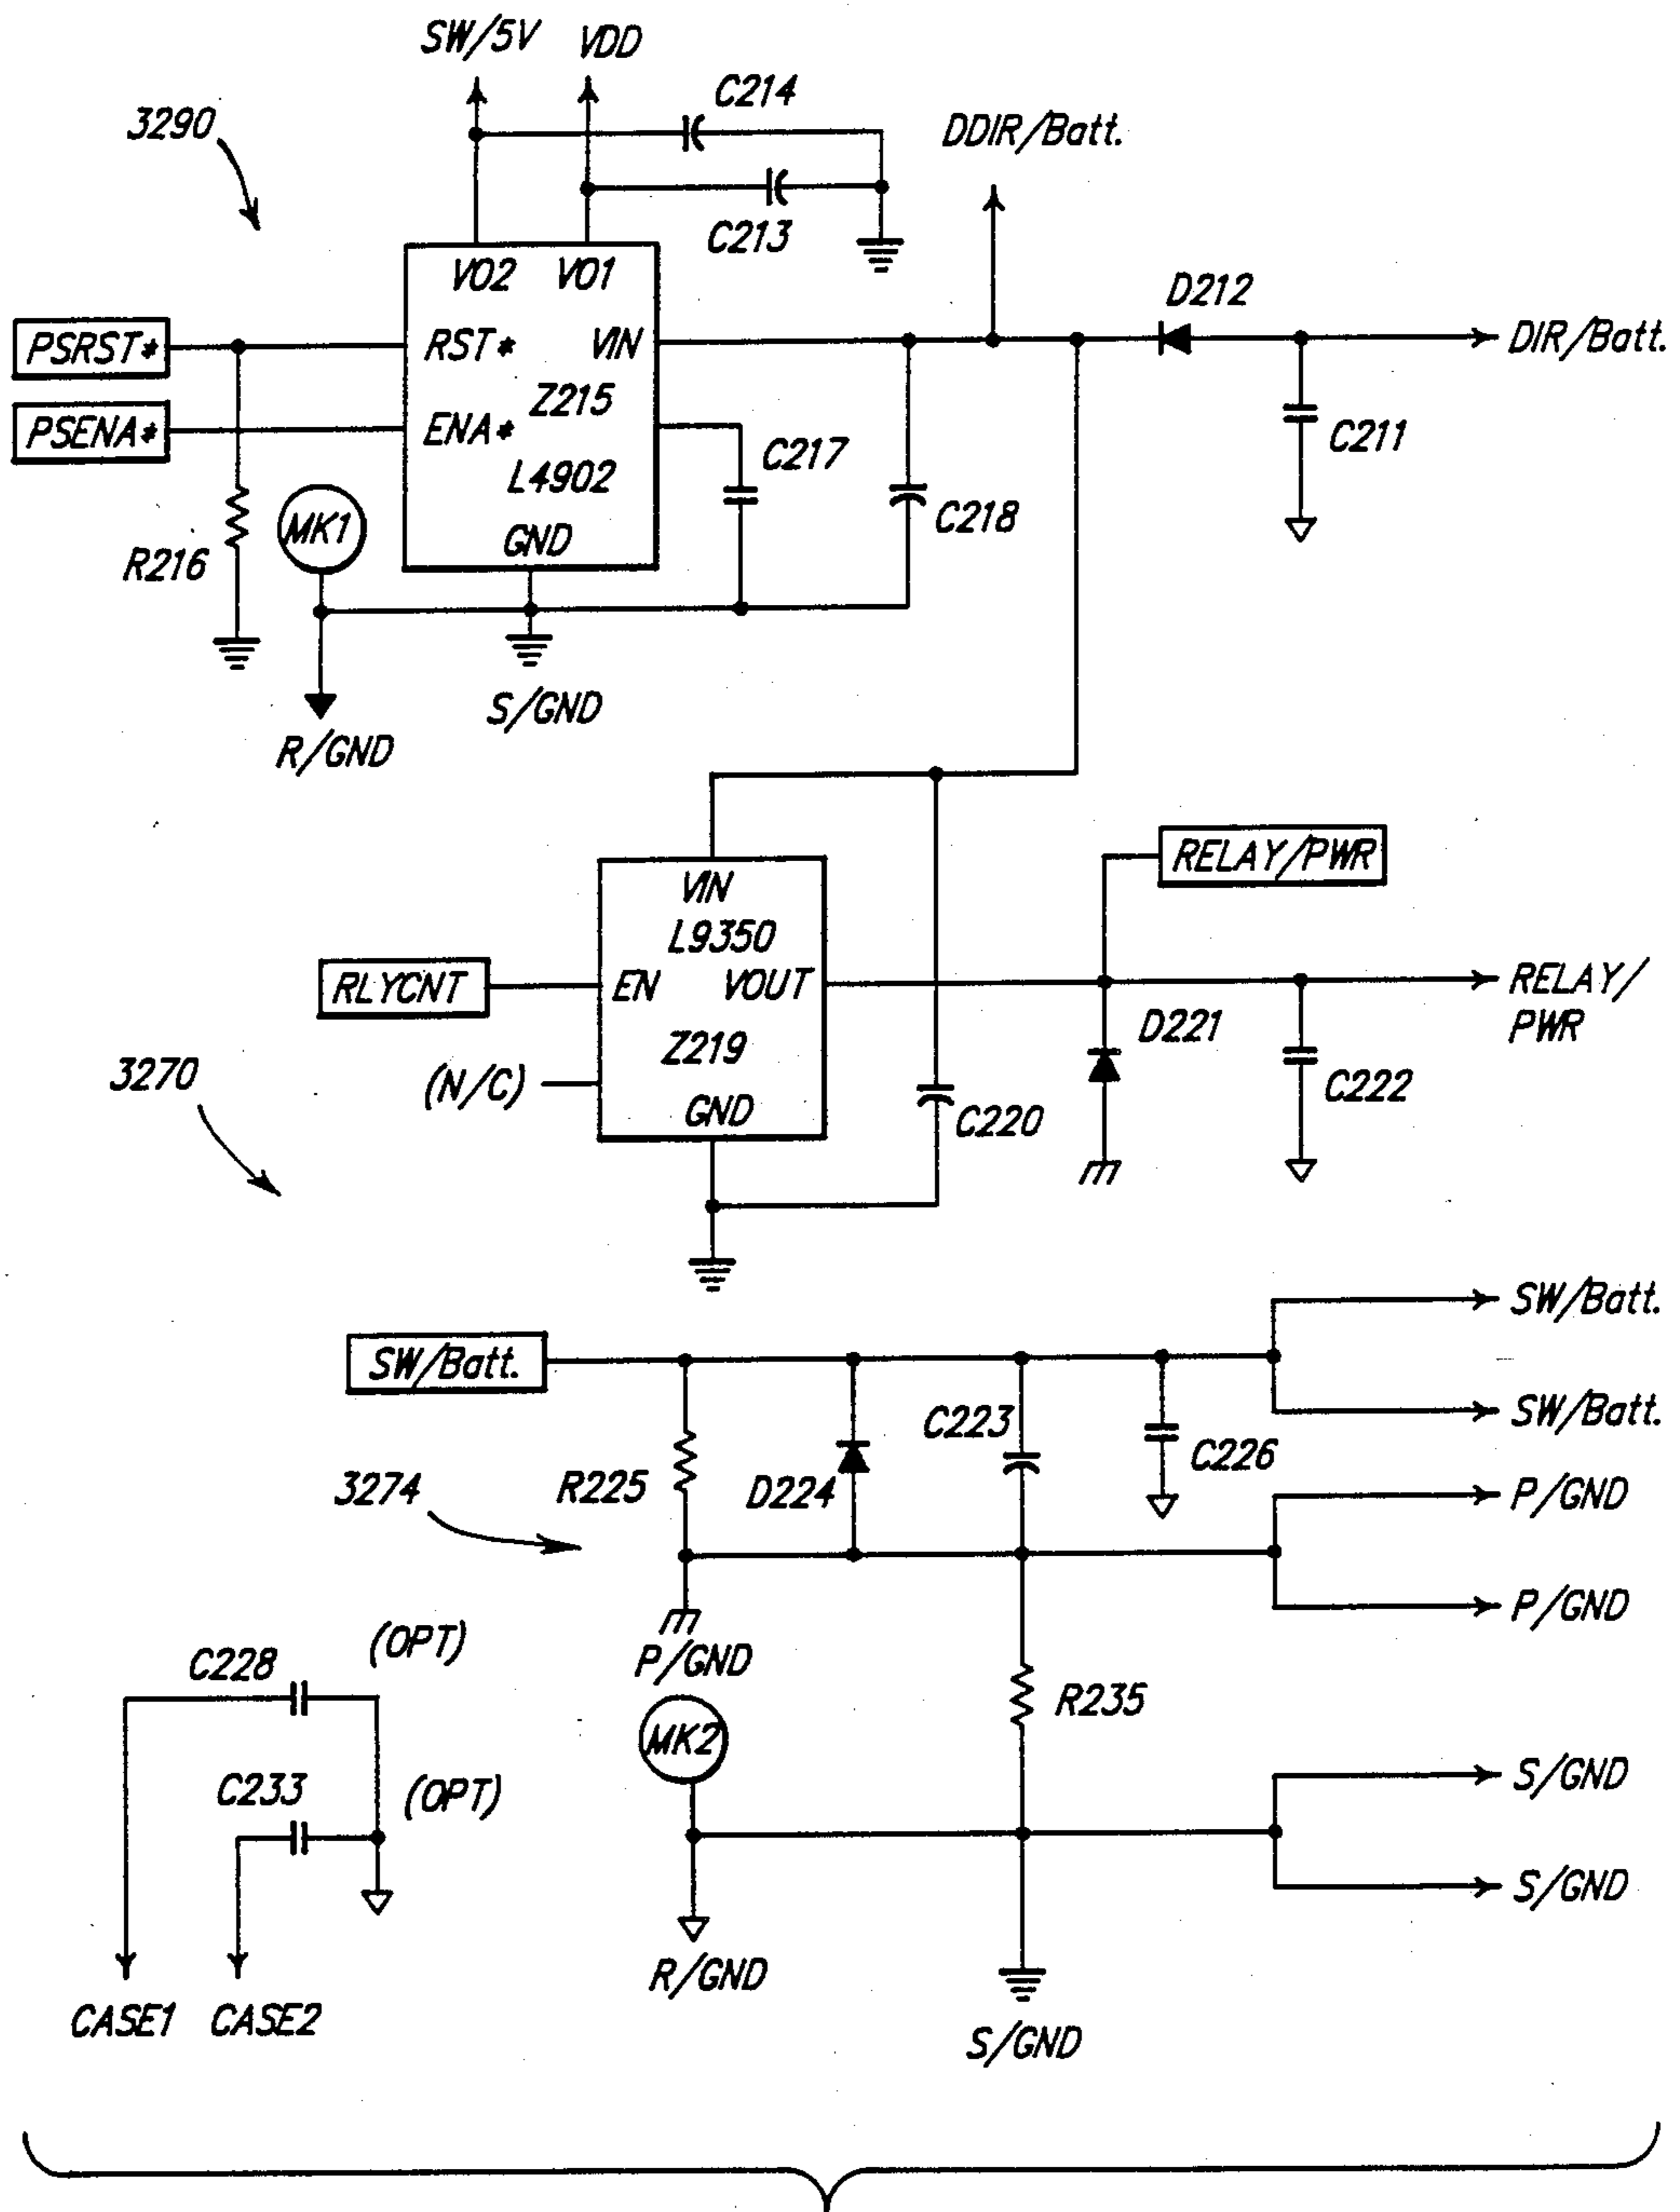 SW/5V VDD
C214
3290
DDIR/Batt.
C213
VO2 VO1
D212
PSRST*
RST* VIN
DIR/Batt.
Z215
PSENA*
ENA*
C217
C211
L4902
C218
MK1
GND
R216
S/GND
R/GND
RELAY/PWR
VIN
L9350
RLYCNT
EN VOUT
RELAY/
PWR
D221
Z219
3270
(N/C)
C222
GND
C220
SW/Batt.
SW/Batt.
SW/Batt.
C223
C226
R225
D224
3274
P/GND
P/GND
(OPT)
C228
P/GND
R235
MK2
C233
(OPT)
S/GND
S/GND
R/GND
CASE1 CASE2
S/GND